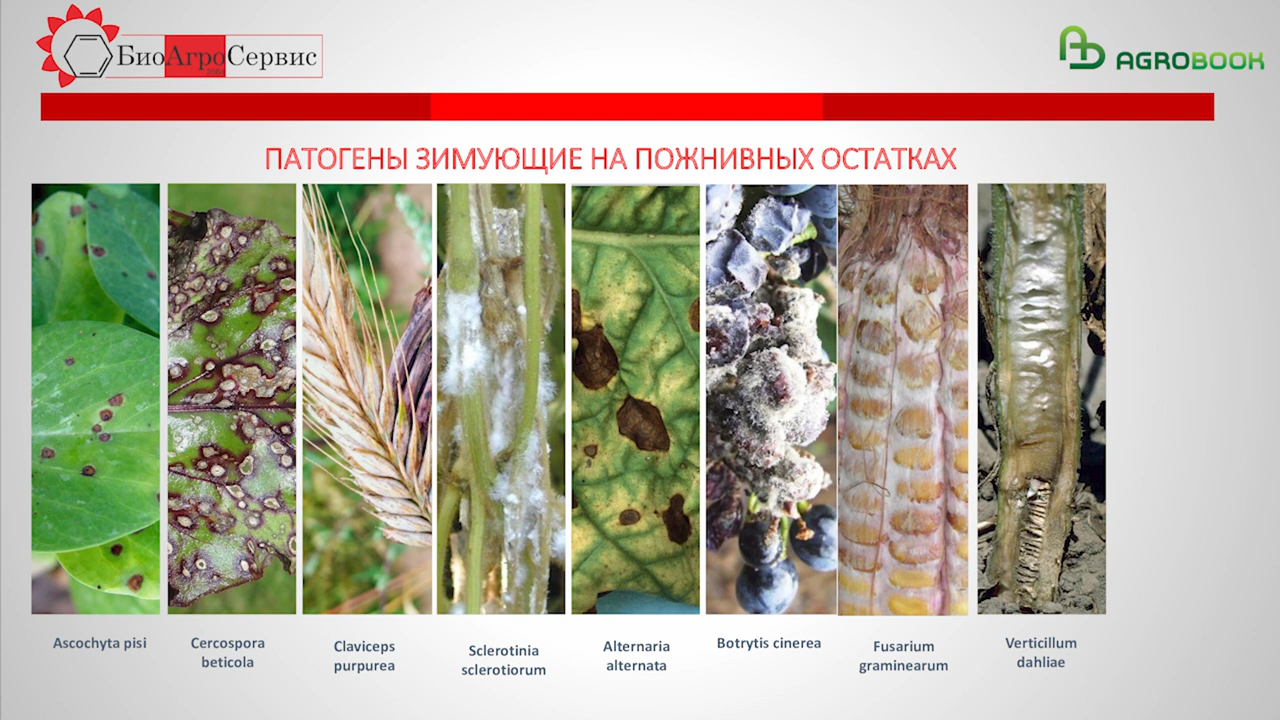 БиоАгроСервис
AGROBOOK
ПАТОГЕНЫ ЗИМУЮЩИЕ НА ПОЖНИВНЫХ ОСТАТКАХ
Ascochyta pisi
Cercospora
beticola
Claviceps
purpurea
Sclerotinia
sclerotiorum
Alternaria
alternata
Botrytis cinerea
Fusarium
graminearum
Verticillum
dahliae